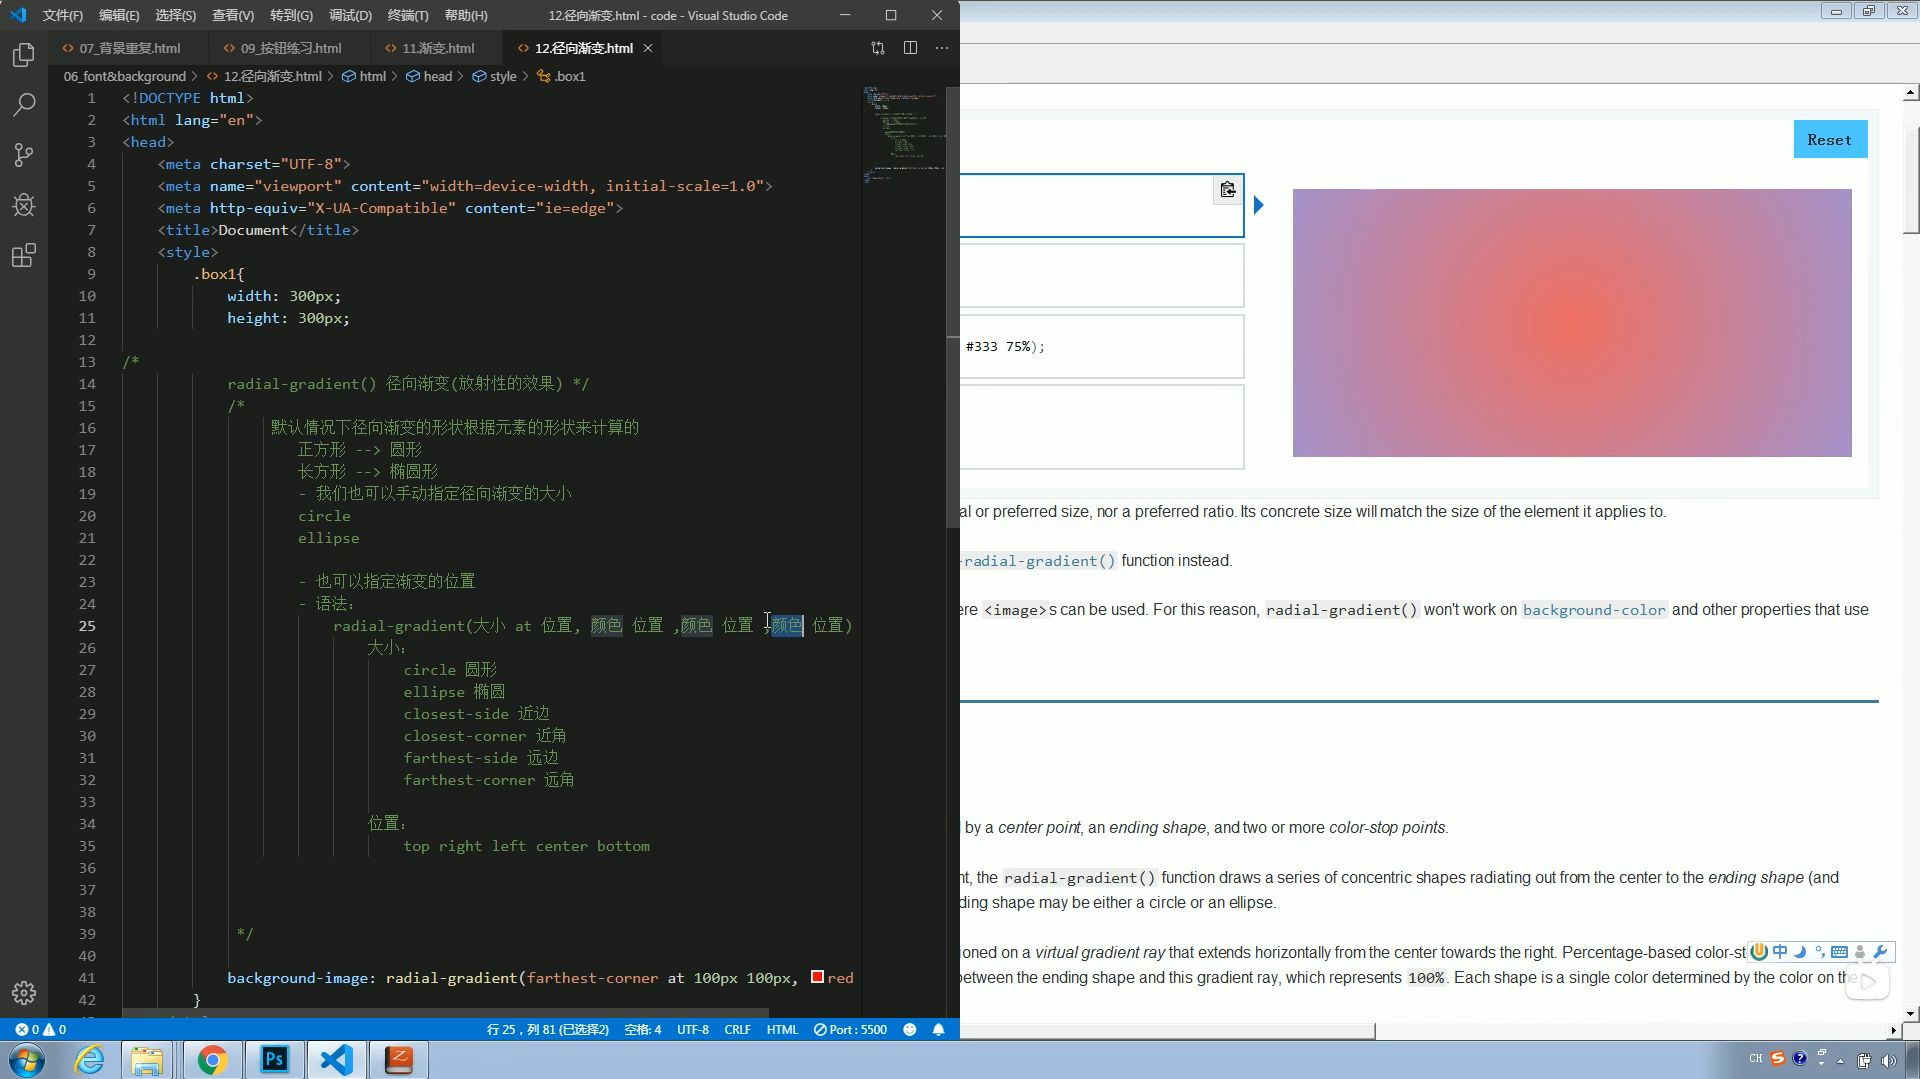 文件(F) 编辑(E) 选择(S) 查看(V) 转到(G) 调试(D) 终端(T) 帮助(H) 12.径向渐变.html - code - Visual Studio Code
07_背景重复.html 09_按钮练习.html 11.渐变.html 12.径向渐变.html
06_font&background > 12.径向渐变.html > html > head > style > .box1
1 <!DOCTYPE html>
2 <html lang="en">
3 <head>
4 <meta charset="UTF-8">
5 <meta name="viewport" content="width=device-width, initial-scale=1.0">
6 <meta http-equiv="X-UA-Compatible" content="ie=edge">
7 <title>Document</title>
8 <style>
9 .box1{
10 width: 300px;
11 height: 300px;
12
13 /*
14 radial-gradient() 径向渐变(放射性的效果) */
15 /*
16 默认情况下径向渐变的形状根据元素的形状来计算的
17 正方形 --> 圆形
18 长方形 --> 椭圆形
19 - 我们也可以手动指定径向渐变的大小
20 circle
21 ellipse
22
23 - 也可以指定渐变的位置
24 - 语法：
25 radial-gradient(大小 at 位置, 颜色 位置 ,颜色 位置 ,颜色 位置)
26 大小：
27 circle 圆形
28 ellipse 椭圆
29 closest-side 近边
30 closest-corner 近角
31 farthest-side 远边
32 farthest-corner 远角
33
34 位置：
35 top right left center bottom
36
37
38
39 */
40
41 background-image: radial-gradient(farthest-corner at 100px 100px, red
42 }
0 0 行 25，列 81 (已选择2) 空格: 4 UTF-8 CRLF HTML Port : 5500
Reset
#333 75%);
al or preferred size, nor a preferred ratio. Its concrete size will match the size of the element it applies to.
-radial-gradient() function instead.
ere <image>s can be used. For this reason, radial-gradient() won't work on background-color and other properties that use
by a center point, an ending shape, and two or more color-stop points.
nt, the radial-gradient() function draws a series of concentric shapes radiating out from the center to the ending shape (and
ding shape may be either a circle or an ellipse.
ioned on a virtual gradient ray that extends horizontally from the center towards the right. Percentage-based color-st
between the ending shape and this gradient ray, which represents 100%. Each shape is a single color determined by the color on the
中
Ps
CH